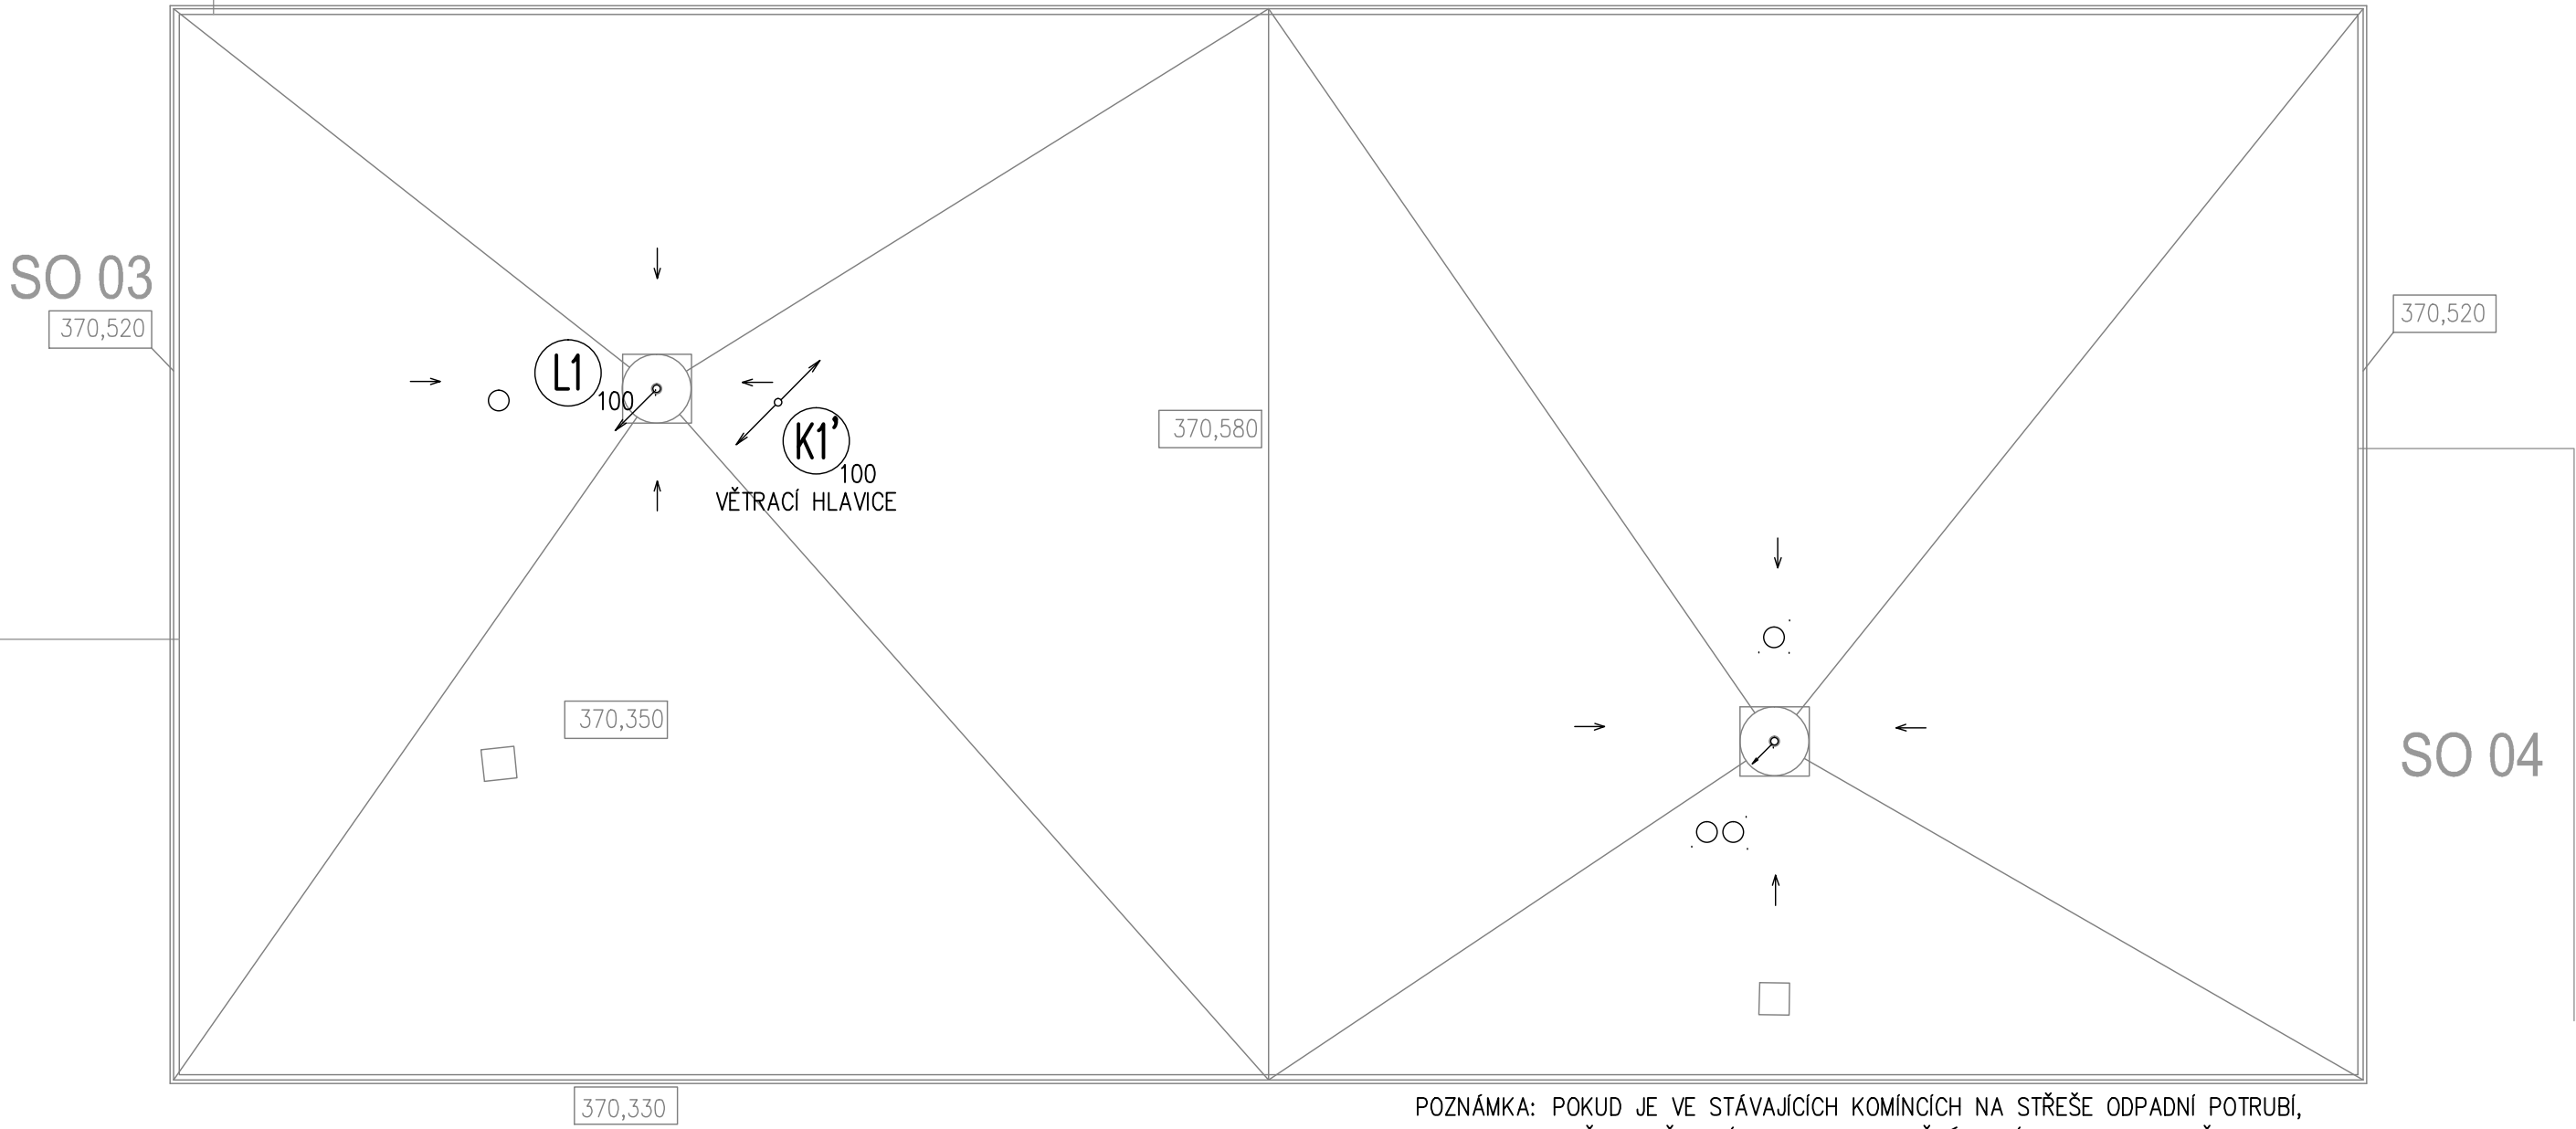 SO 03
370,520
370,520
L1
100
K1’
100
VĚTRACÍ HLAVICE
370,580
370,350
SO 04
370,330
POZNÁMKA: POKUD JE VE STÁVAJÍCÍCH KOMÍNCÍCH NA STŘEŠE ODPADNÍ POTRUBÍ,